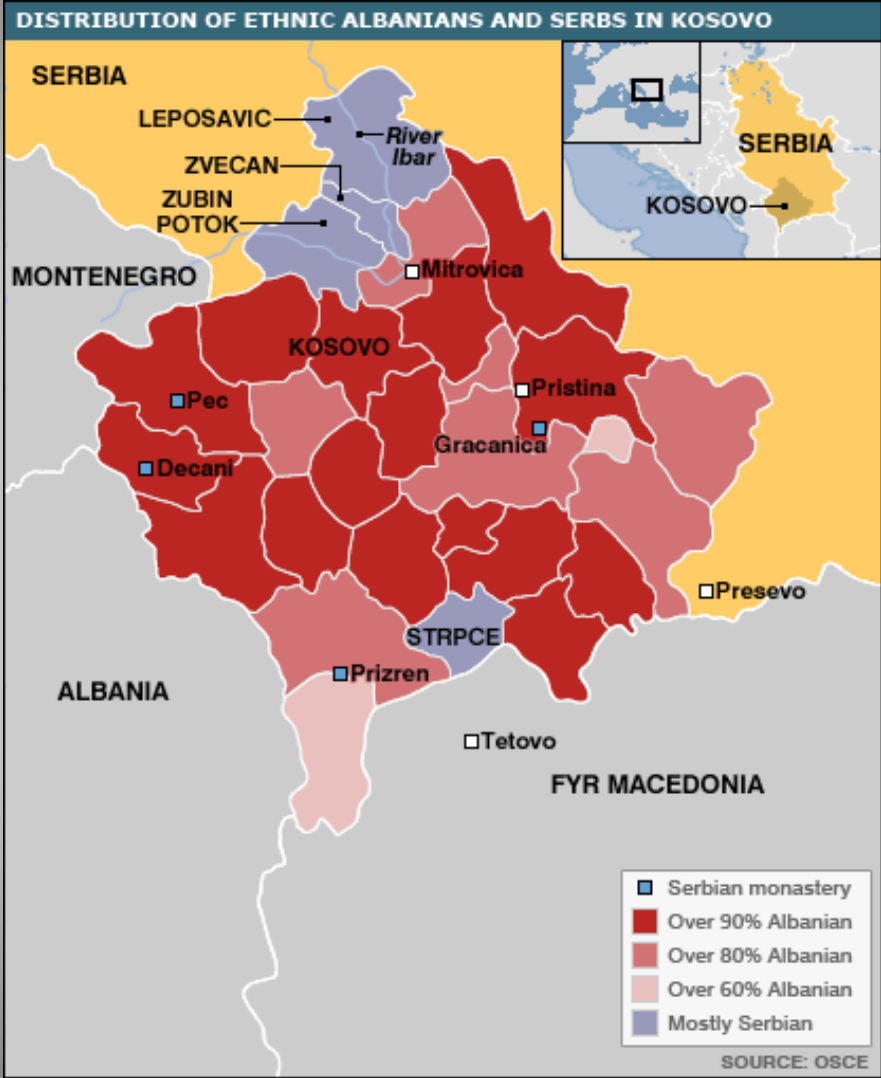 DISTRIBUTION OF ETHNIC ALBANIANS AND SERBS IN KOSOVO
SERBIA
LEPOSAVIC
River
Ibar
ZVECAN
ZUBIN
POTOK
SERBIA
KOSOVO
MONTENEGRO
Mitrovica
KOSOVO
Pristina
Pec
Gracanica
Decani
Presevo
STRPCE
Prizren
ALBANIA
Tetovo
FYR MACEDONIA
Serbian monastery
Over 90% Albanian
Over 80% Albanian
Over 60% Albanian
Mostly Serbian
SOURCE: OSCE